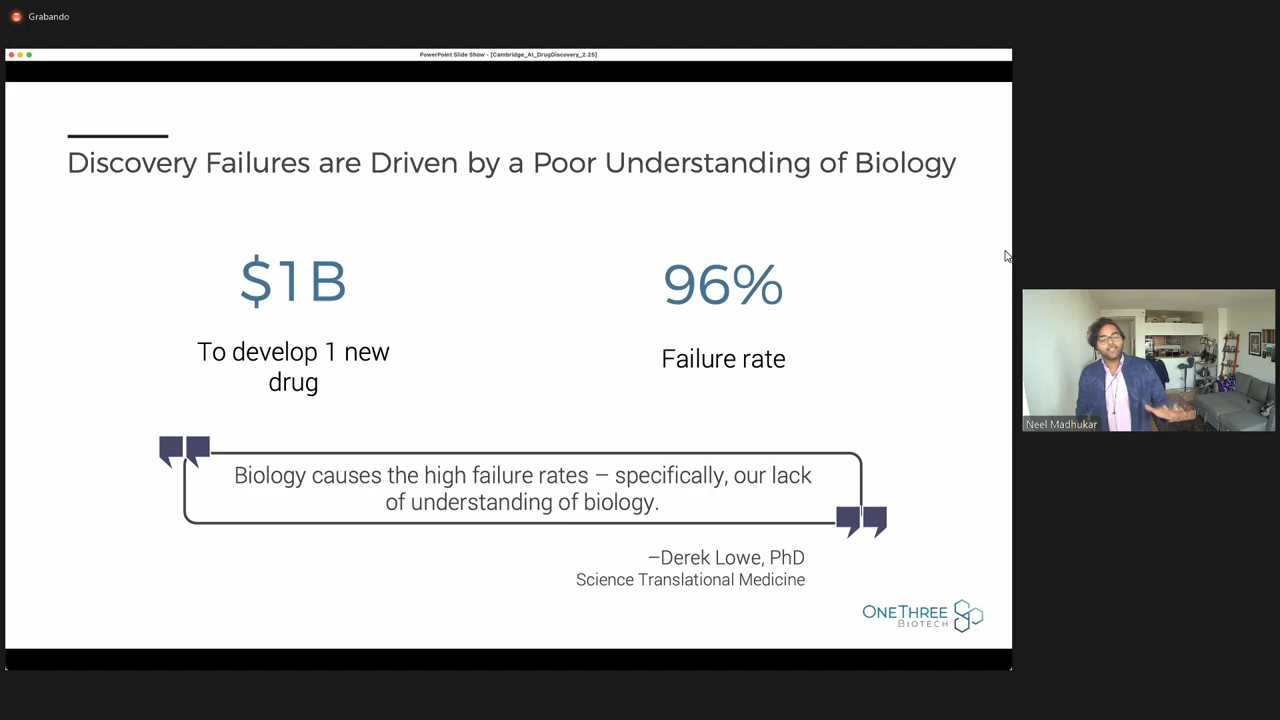 Grabando
PowerPoint Slide Show - [Cambridge_AI_DrugDiscovery_2.25]
Discovery Failures are Driven by a Poor Understanding of Biology
$1B
To develop 1 new
drug
96%
Failure rate
Biology causes the high failure rates – specifically, our lack
of understanding of biology.
–Derek Lowe, PhD
Science Translational Medicine
ONETHREE
BIOTECH
Neel Madhukar